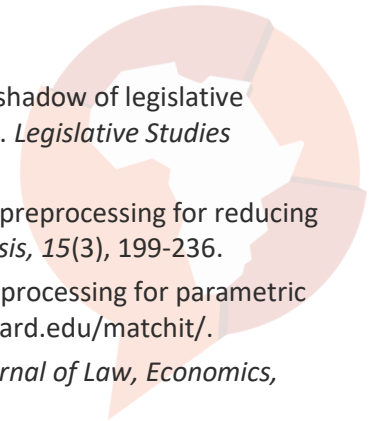 shadow of legislative
. Legislative Studies
preprocessing for reducing
sis, 15(3), 199-236.
processing for parametric
ard.edu/matchit/.
rnal of Law, Economics,